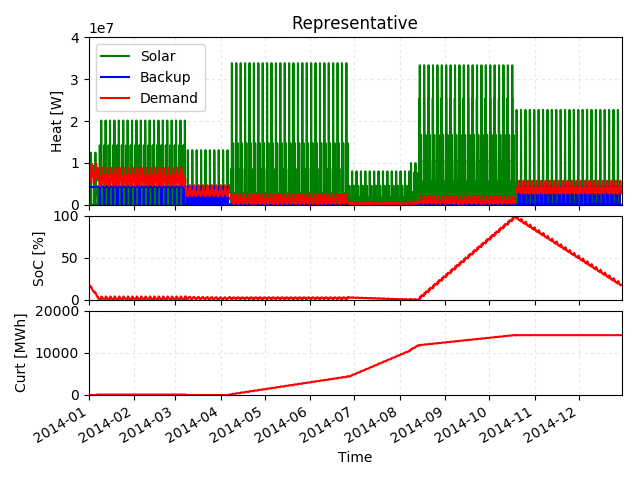 Representative
1e7
4
3
2
1
0
Heat [W]
Solar
Backup
Demand
100
50
0
SoC [%]
20000
10000
0
Curt [MWh]
2014-01
2014-02
2014-03
2014-04
2014-05
2014-06
2014-07
2014-08
2014-09
2014-10
2014-11
2014-12
Time